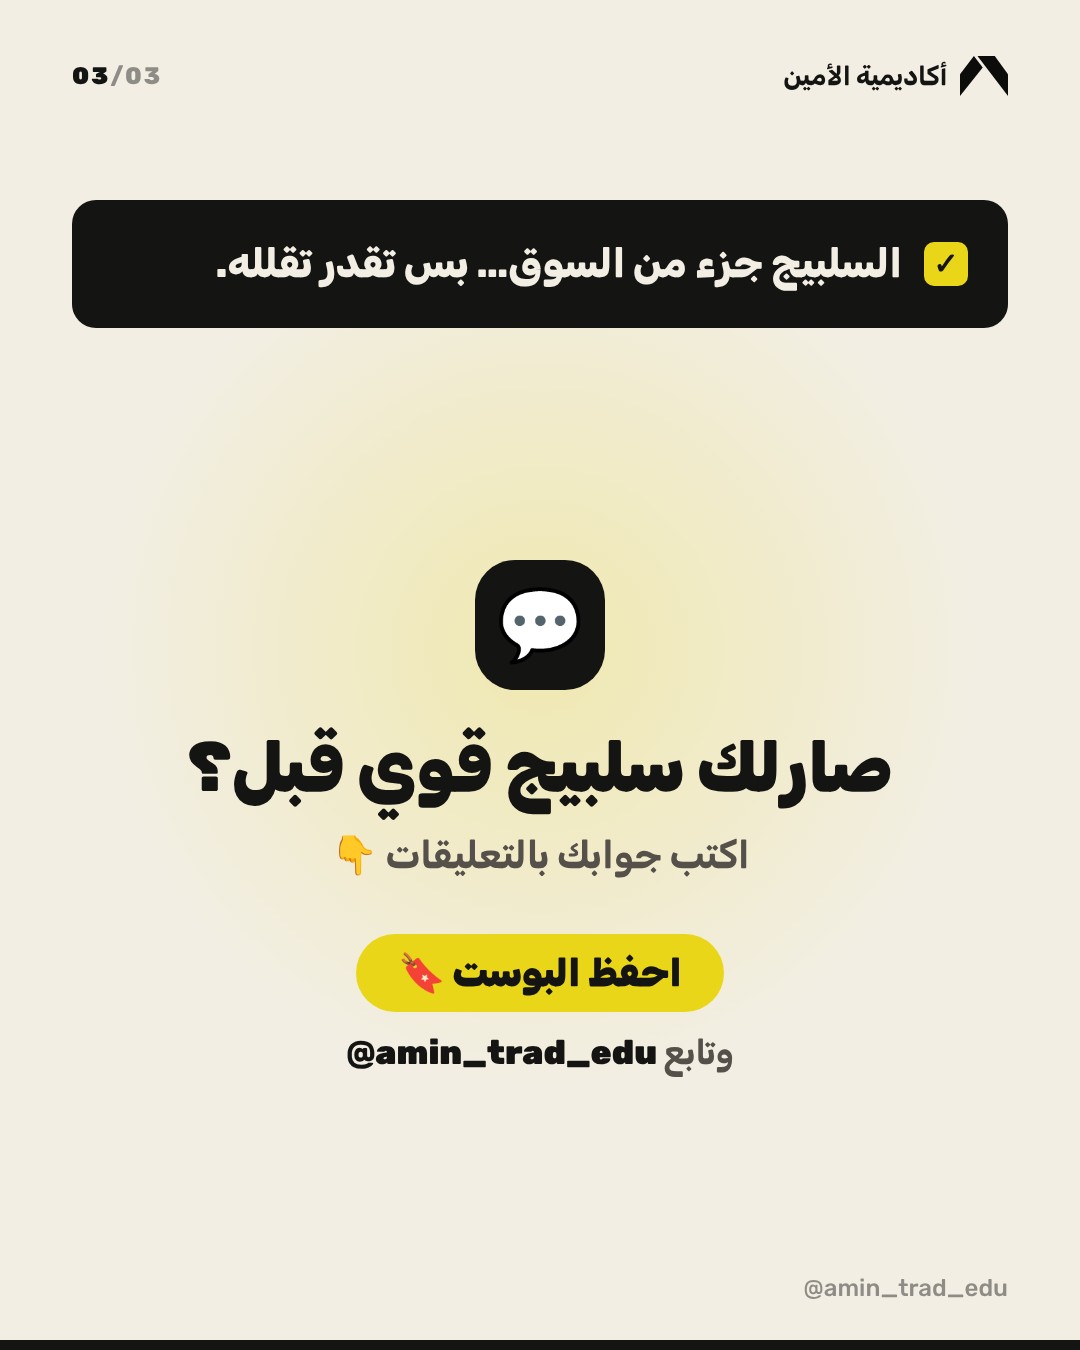 أكاديمية الأمين
03/03
✓ السلبيج جزء من السوق... بس تقدر تقلله.
صارلك سلبيج قوي قبل؟
اكتب جوابك بالتعليقات 👇
احفظ البوست 🔖
وتابع @amin_trad_edu
@amin_trad_edu